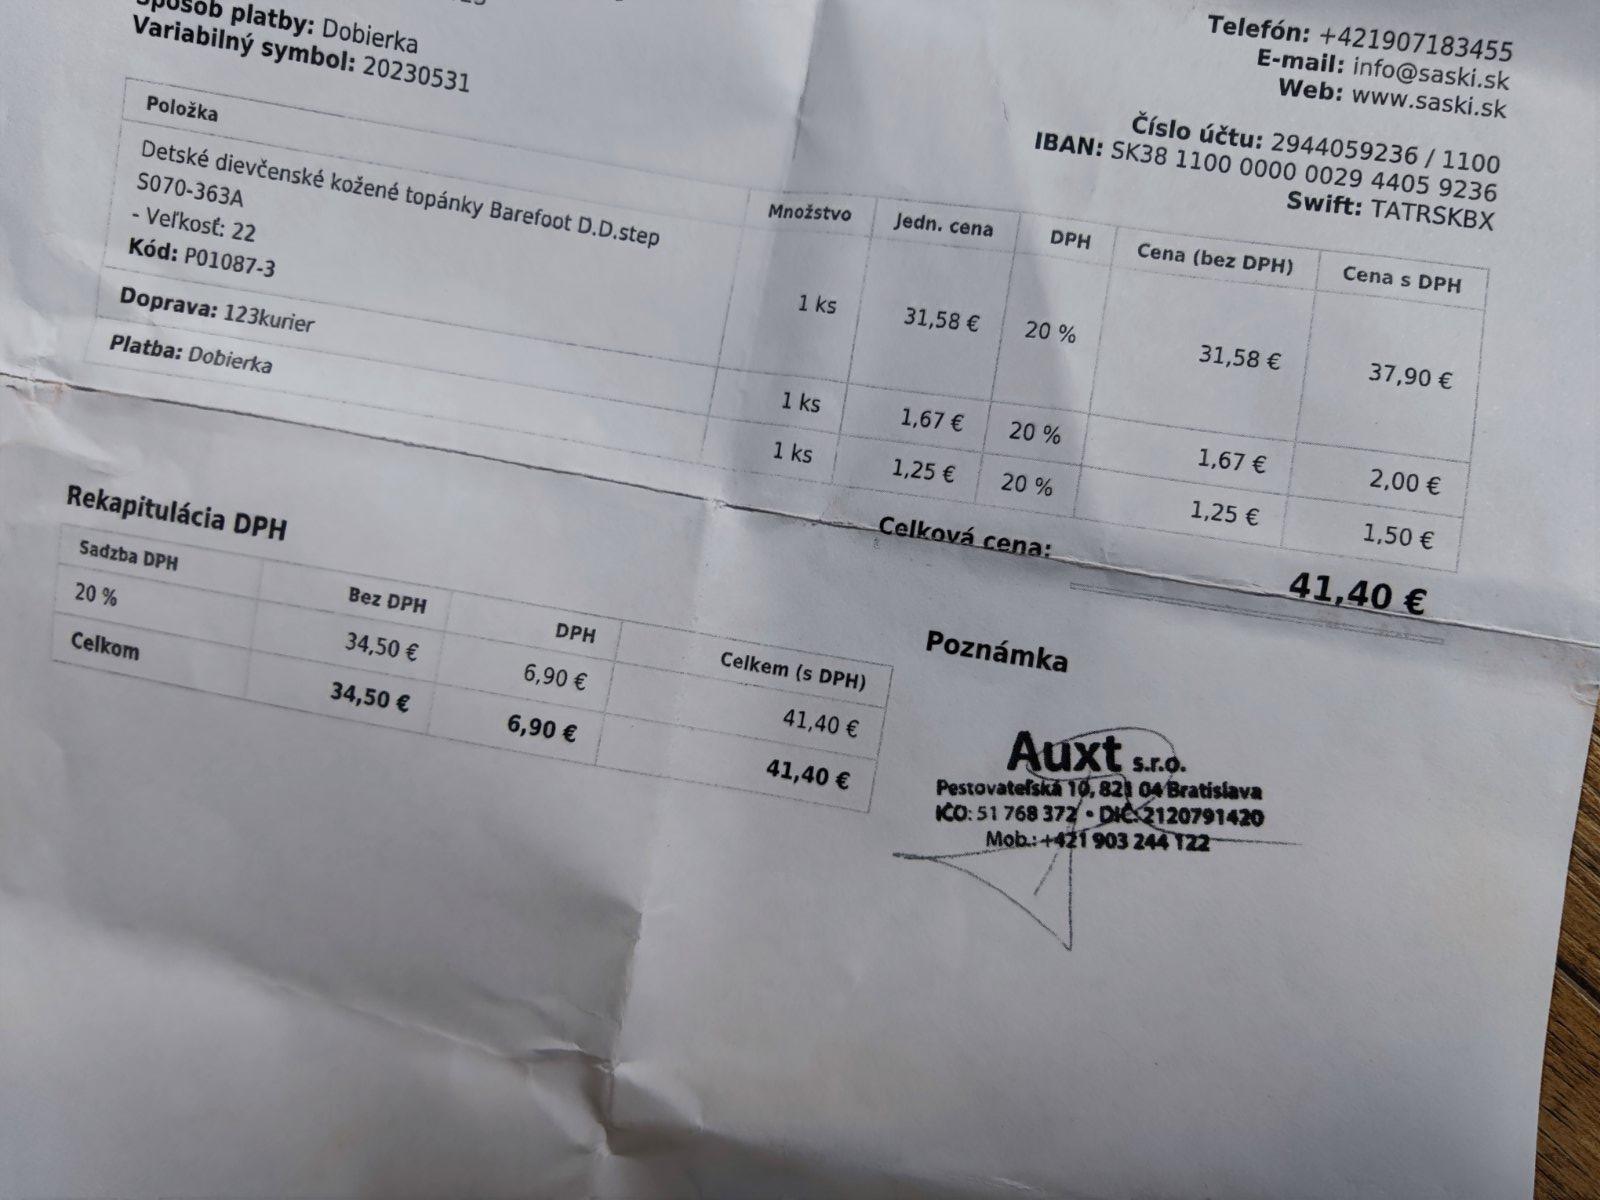 Spôsob platby: Dobierka
Variabilný symbol: 20230531
Telefón: +421907183455
E-mail: info@saski.sk
Web: www.saski.sk
Číslo účtu: 2944059236 / 1100
IBAN: SK38 1100 0000 0029 4405 9236
Swift: TATRSKBX
Položka Množstvo Jedn. cena DPH Cena (bez DPH) Cena s DPH
Detské dievčenské kožené topánky Barefoot D.D.step
S070-363A
- Veľkosť: 22
Kód: P01087-3
1 ks 31,58 € 20 % 31,58 € 37,90 €
Doprava: 123kurier 1 ks 1,67 € 20 % 1,67 € 2,00 €
Platba: Dobierka 1 ks 1,25 € 20 % 1,25 € 1,50 €
Celková cena: 41,40 €
Rekapitulácia DPH
Sadzba DPH Bez DPH DPH Celkem (s DPH)
20 % 34,50 € 6,90 € 41,40 €
Celkom 34,50 € 6,90 € 41,40 €
Poznámka
Auxt s.r.o.
Pestovateľská 10, 821 04 Bratislava
IČO: 51 768 372 • DIČ: 2120791420
Mob.: +421 903 244 122